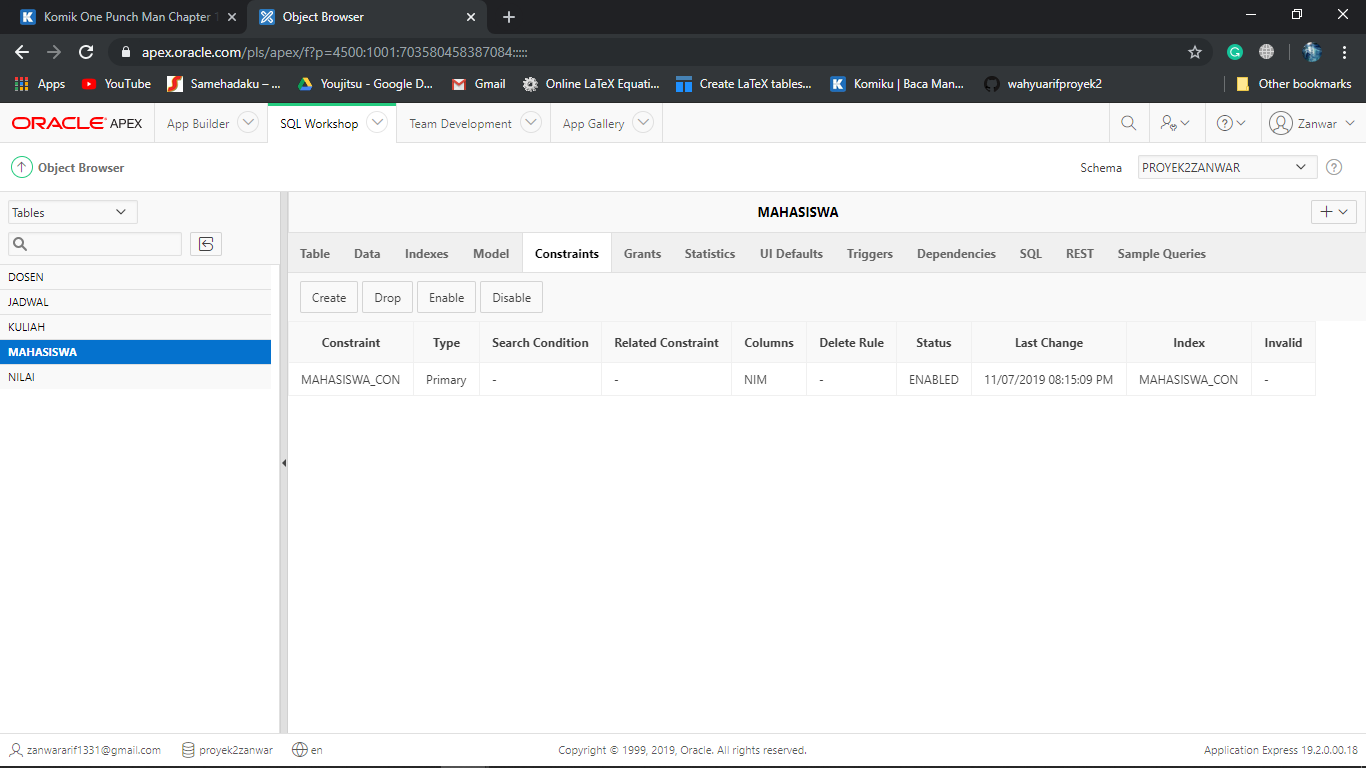 Komik One Punch Man Chapter 1
Object Browser
apex.oracle.com/pls/apex/f?p=4500:1001:703580458387084:::::
Apps
YouTube
Samehadaku – ...
Youjitsu - Google D...
Gmail
Online LaTeX Equati...
Create LaTeX tables...
Komiku | Baca Man...
wahyuarifproyek2
Other bookmarks
ORACLE APEX
App Builder
SQL Workshop
Team Development
App Gallery
Zanwar
Object Browser
Schema
PROYEK2ZANWAR
Tables
DOSEN
JADWAL
KULIAH
MAHASISWA
NILAI
MAHASISWA
Table Data Indexes Model Constraints Grants Statistics UI Defaults Triggers Dependencies SQL REST Sample Queries
Create Drop Enable Disable
Constraint Type Search Condition Related Constraint Columns Delete Rule Status Last Change Index Invalid
MAHASISWA_CON Primary - - NIM - ENABLED 11/07/2019 08:15:09 PM MAHASISWA_CON -
zanwararif1331@gmail.com
proyek2zanwar
en
Copyright © 1999, 2019, Oracle. All rights reserved.
Application Express 19.2.0.00.18